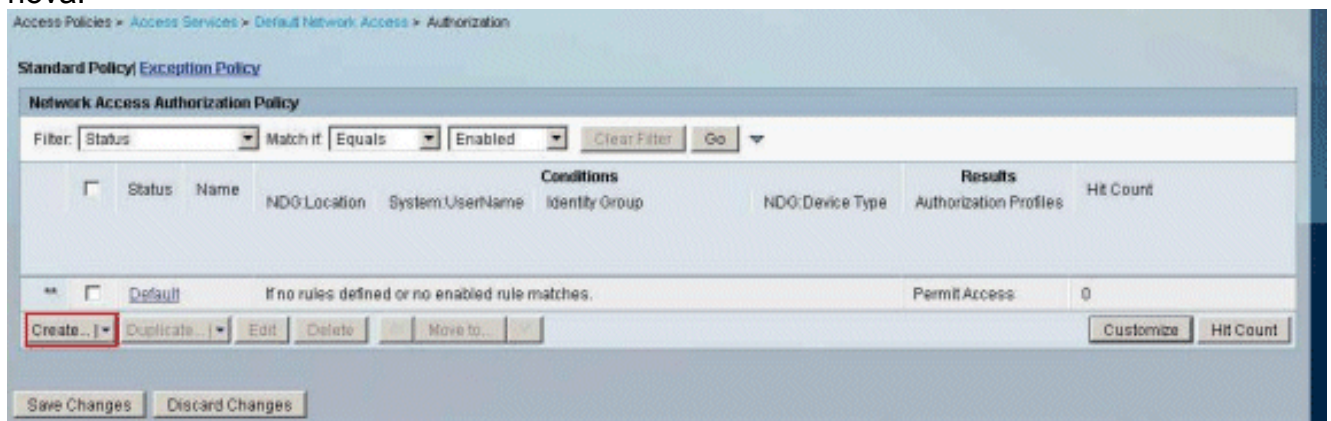 nova.
Access Policies > Access Services > Default Network Access > Authorization
Standard Policy| Exception Policy
Network Access Authorization Policy
Filter: Status Match if: Equals Enabled Clear Filter Go
Status Name Conditions Results Hit Count
NDG:Location System:UserName Identity Group NDG:Device Type Authorization Profiles
** Default If no rules defined or no enabled rule matches. Permit Access 0
Create... Duplicate... Edit Delete Move to... Customize Hit Count
Save Changes Discard Changes